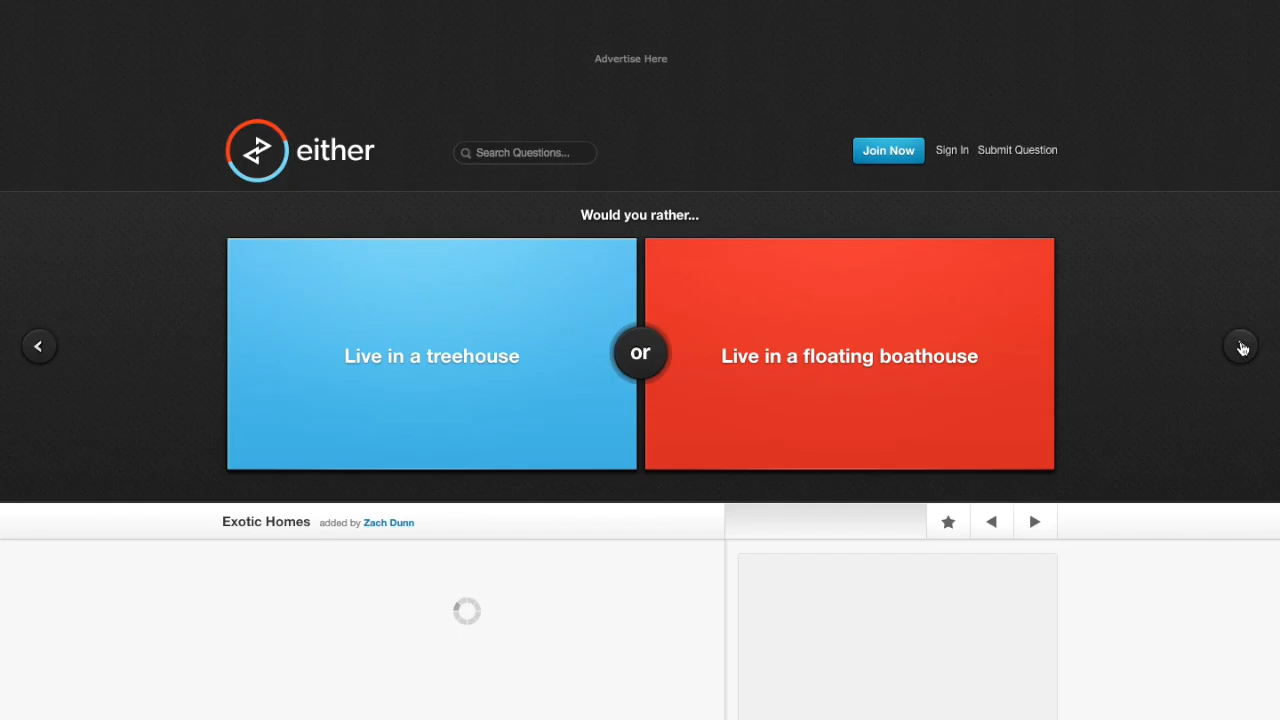 Advertise Here
either
Search Questions...
Join Now
Sign In
Submit Question
Would you rather...
Live in a treehouse
or
Live in a floating boathouse
Exotic Homes added by Zach Dunn